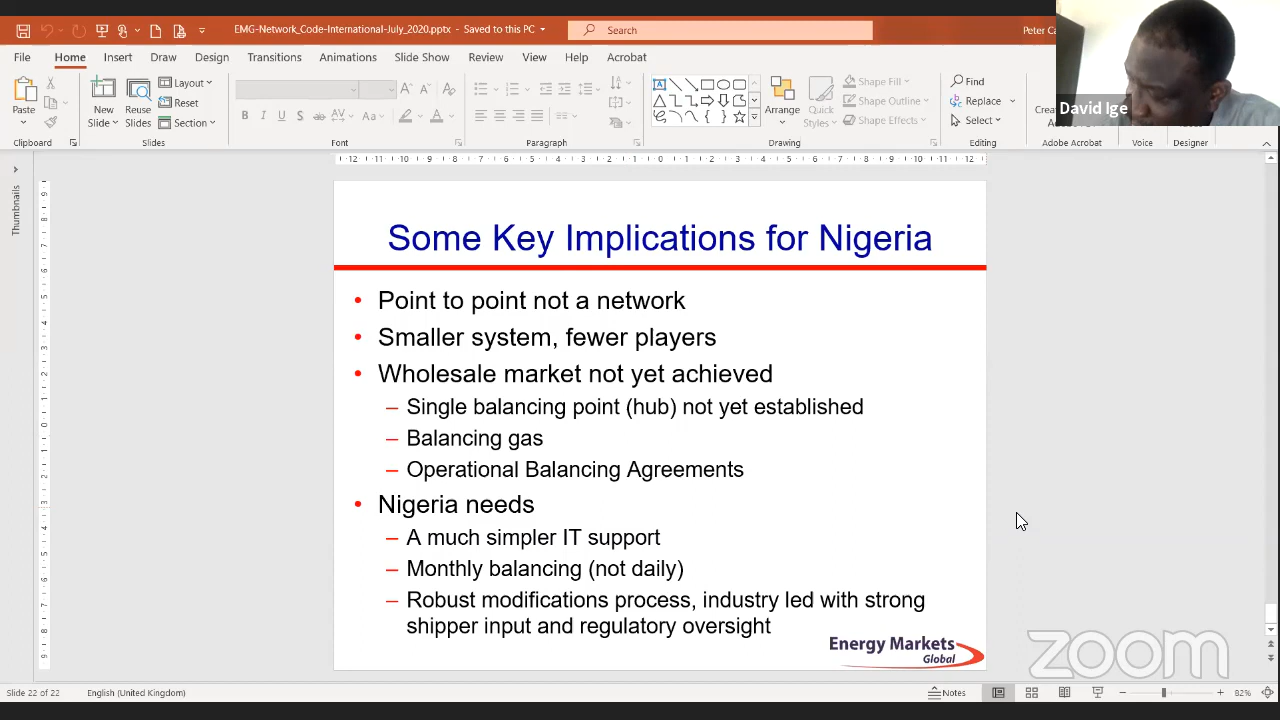 EMG-Network_Code-International-July_2020.pptx - Saved to this PC
Search
Peter Ca
File Home Insert Draw Design Transitions Animations Slide Show Review View Help Acrobat
David Ige
Paste
New Slide
Reuse Slides
Layout
Reset
Section
Arrange
Quick Styles
Shape Fill
Shape Outline
Shape Effects
Find
Replace
Select
Clipboard Slides Font Paragraph Drawing Editing Adobe Acrobat Voice Designer
Thumbnails
Some Key Implications for Nigeria
• Point to point not a network
• Smaller system, fewer players
• Wholesale market not yet achieved
– Single balancing point (hub) not yet established
– Balancing gas
– Operational Balancing Agreements
• Nigeria needs
– A much simpler IT support
– Monthly balancing (not daily)
– Robust modifications process, industry led with strong
shipper input and regulatory oversight
Energy Markets
Global
zoom
Slide 22 of 22 English (United Kingdom) Notes 82%